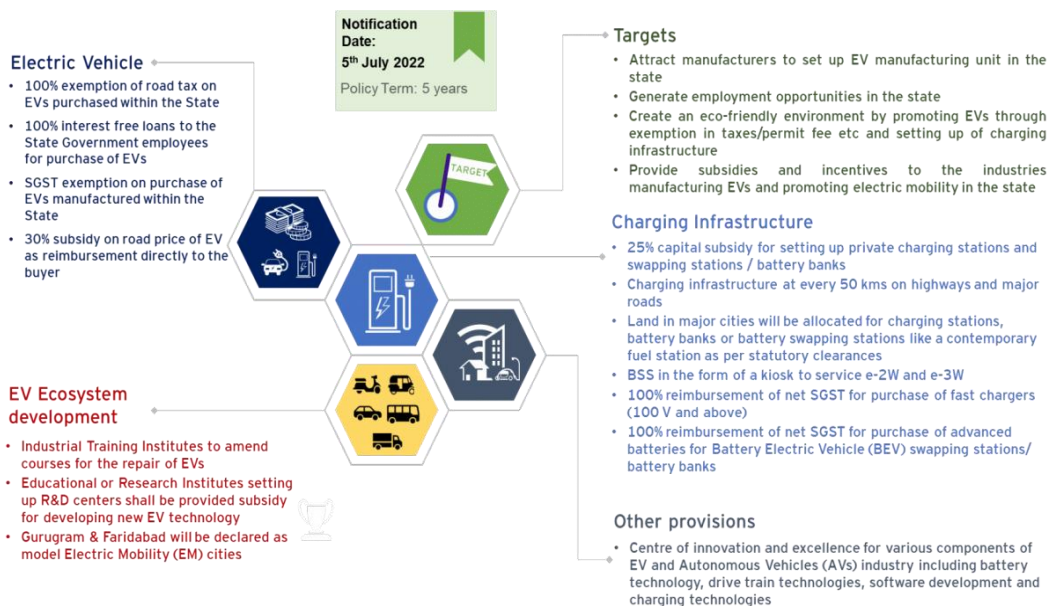 Notification
Date:
5th July 2022
Policy Term: 5 years
Electric Vehicle
• 100% exemption of road tax on
EVs purchased within the State
• 100% interest free loans to the
State Government employees
for purchase of EVs
• SGST exemption on purchase of
EVs manufactured within the
State
• 30% subsidy on road price of EV
as reimbursement directly to the
buyer
TARGET
Targets
• Attract manufacturers to set up EV manufacturing unit in the
state
• Generate employment opportunities in the state
• Create an eco-friendly environment by promoting EVs through
exemption in taxes/permit fee etc and setting up of charging
infrastructure
• Provide subsidies and incentives to the industries
manufacturing EVs and promoting electric mobility in the state
Charging Infrastructure
• 25% capital subsidy for setting up private charging stations and
swapping stations / battery banks
• Charging infrastructure at every 50 kms on highways and major
roads
• Land in major cities will be allocated for charging stations,
battery banks or battery swapping stations like a contemporary
fuel station as per statutory clearances
• BSS in the form of a kiosk to service e-2W and e-3W
• 100% reimbursement of net SGST for purchase of fast chargers
(100 V and above)
• 100% reimbursement of net SGST for purchase of advanced
batteries for Battery Electric Vehicle (BEV) swapping stations/
battery banks
EV Ecosystem
development
• Industrial Training Institutes to amend
courses for the repair of EVs
• Educational or Research Institutes setting
up R&D centers shall be provided subsidy
for developing new EV technology
• Gurugram & Faridabad will be declared as
model Electric Mobility (EM) cities
Other provisions
• Centre of innovation and excellence for various components of
EV and Autonomous Vehicles (AVs) industry including battery
technology, drive train technologies, software development and
charging technologies